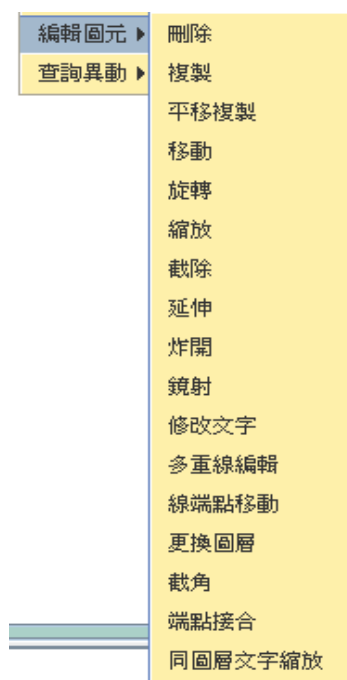 編輯圖元
查詢異動
刪除
複製
平移複製
移動
旋轉
縮放
截除
延伸
炸開
鏡射
修改文字
多重線編輯
線端點移動
更換圖層
截角
端點接合
同圖層文字縮放